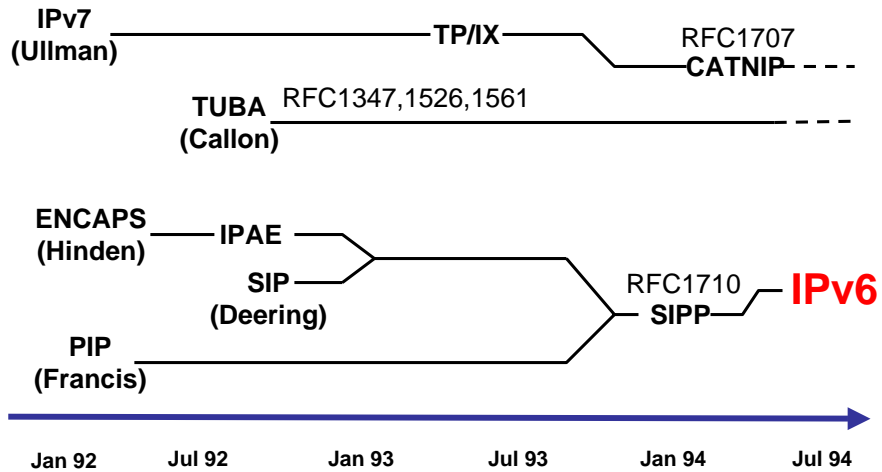 IPv7
(Ullman)
TP/IX
RFC1707
CATNIP
TUBA
(Callon)
RFC1347,1526,1561
ENCAPS
(Hinden)
IPAE
SIP
(Deering)
RFC1710
SIPP
IPv6
PIP
(Francis)
Jan 92 Jul 92 Jan 93 Jul 93 Jan 94 Jul 94